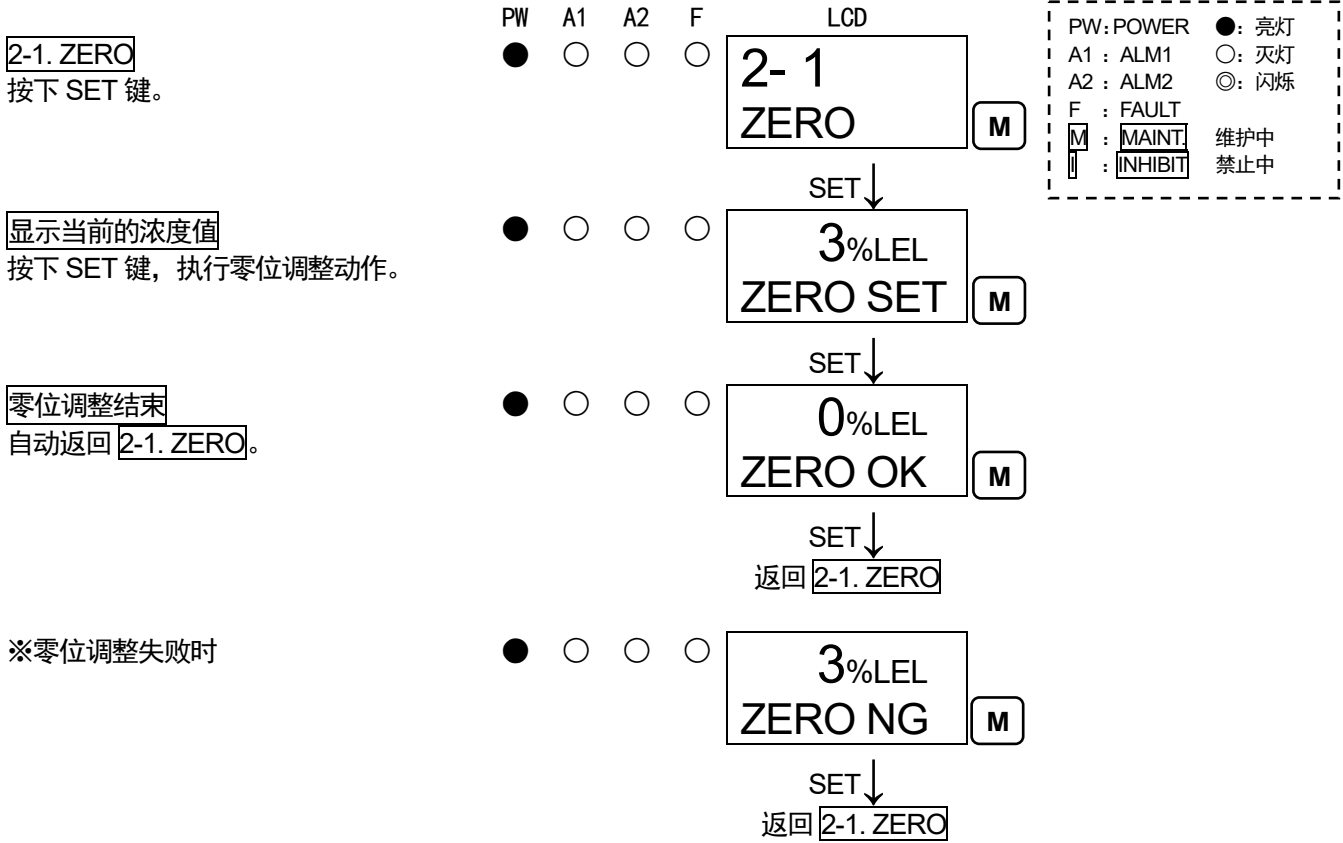 PW A1 A2 F LCD
PW:POWER ●:亮灯
A1 : ALM1 ○:灭灯
A2 : ALM2 ◎:闪烁
F : FAULT
M : MAINT. 维护中
I : INHIBIT 禁止中
2-1. ZERO
按下 SET 键。
● ○ ○ ○
2- 1
ZERO
M
SET↓
显示当前的浓度值
按下 SET 键，执行零位调整动作。
● ○ ○ ○
3%LEL
ZERO SET
M
SET↓
零位调整结束
自动返回 2-1. ZERO。
● ○ ○ ○
0%LEL
ZERO OK
M
SET↓
返回 2-1. ZERO
※零位调整失败时
● ○ ○ ○
3%LEL
ZERO NG
M
SET↓
返回 2-1. ZERO